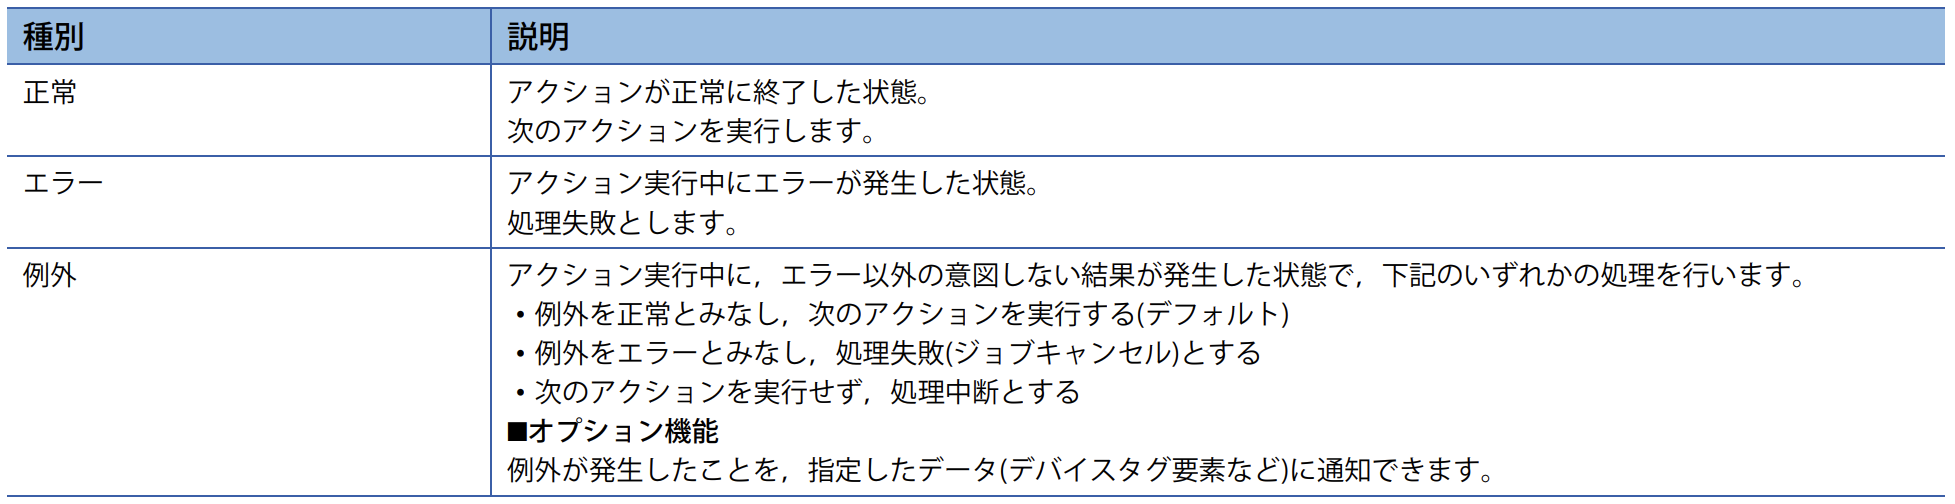 種別
説明
正常
アクションが正常に終了した状態。
次のアクションを実行します。
エラー
アクション実行中にエラーが発生した状態。
処理失敗とします。
例外
アクション実行中に，エラー以外の意図しない結果が発生した状態で，下記のいずれかの処理を行います。
・例外を正常とみなし，次のアクションを実行する(デフォルト)
・例外をエラーとみなし，処理失敗(ジョブキャンセル)とする
・次のアクションを実行せず，処理中断とする
■オプション機能
例外が発生したことを，指定したデータ(デバイスタグ要素など)に通知できます。